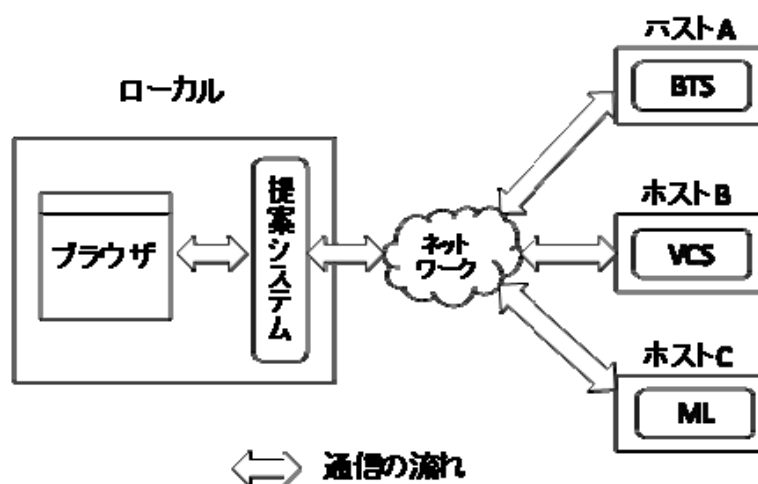 ローカル
ブラウザ
提案システム
ネット
ワーク
ホストA
BTS
ホストB
VCS
ホストC
ML
通信の流れ